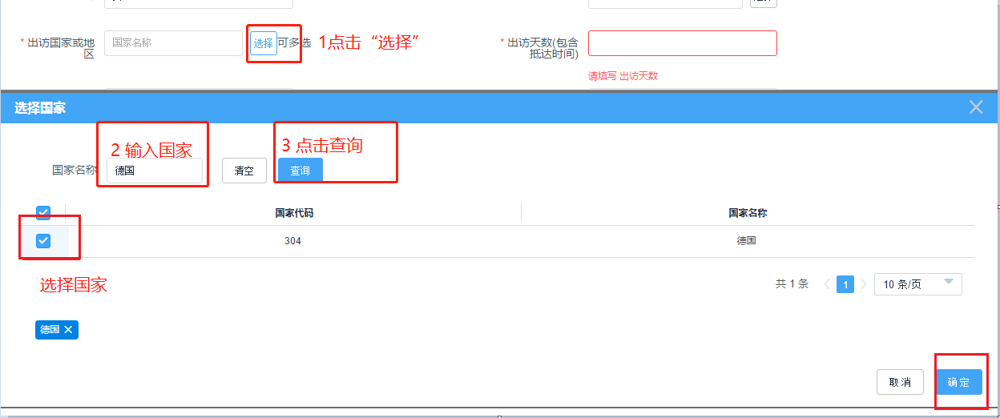 * 出访国家或地区
国家名称
选择
可多选
1点击“选择”
* 出访天数(包含抵达时间)
请填写 出访天数
选择国家
2 输入国家
3 点击查询
国家名称
德国
清空
查询
国家代码
国家名称
304
德国
选择国家
共 1 条
1
10 条/页
德国
取消
确定